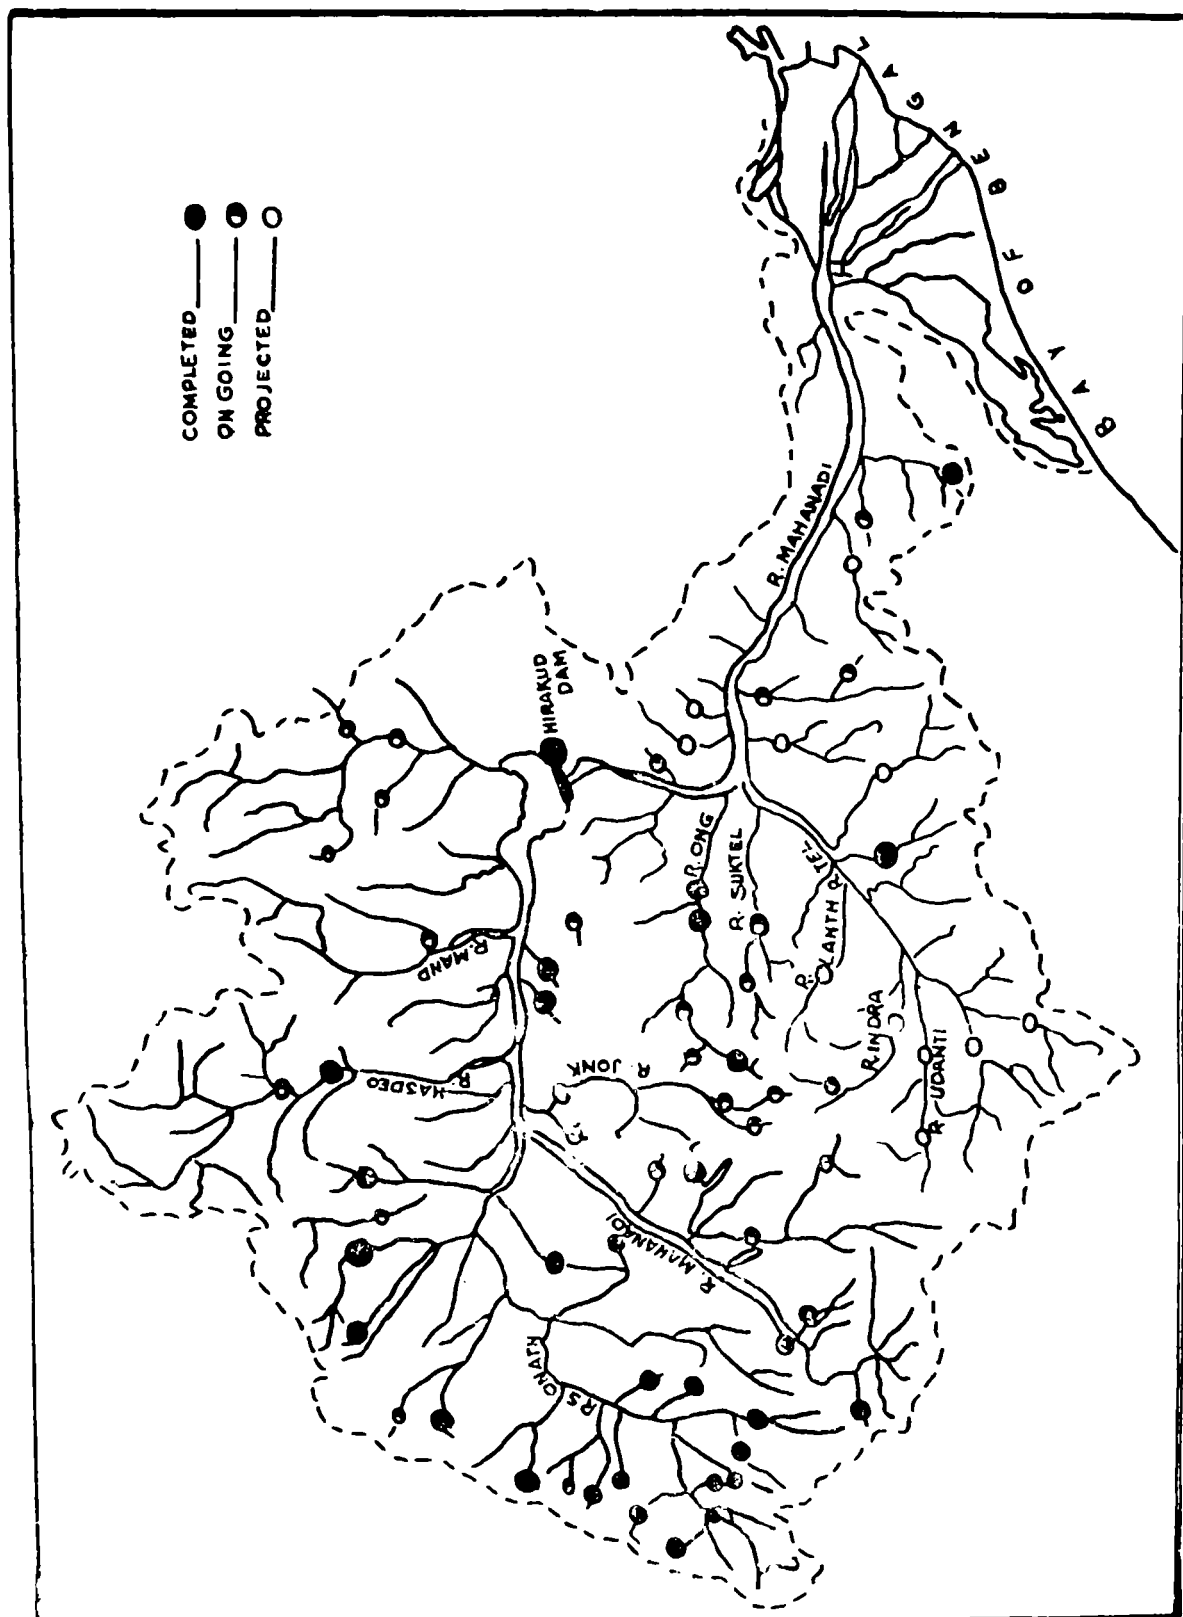 BAY OF BENGAL
COMPLETED
ON GOING
PROJECTED
R. MAHANADI
HIRAKUD
DAM
R. ONG
R. SUKTEL
R. TEL
R. LANTH
R. INDRA
R UDANTI
R. MAND
R. HASDEO
R JONK
R. MAHANADI
R SONATH